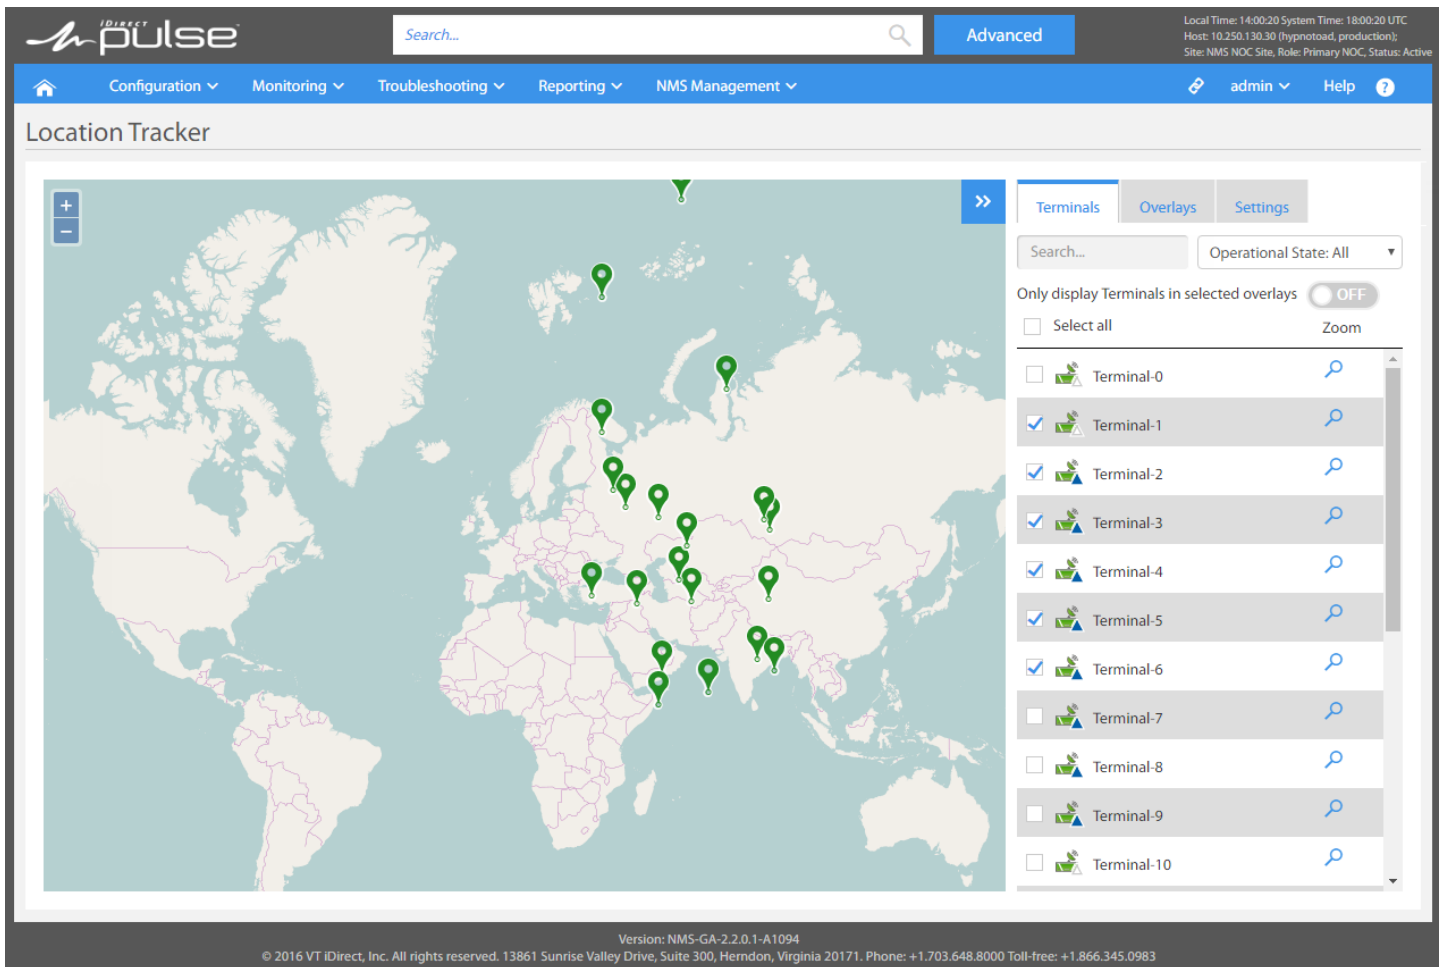 iDIRECT
pulse
Search...
Advanced
Local Time: 14:00:20 System Time: 18:00:20 UTC
Host: 10.250.130.30 (hypnotoad, production);
Site: NMS NOC Site, Role: Primary NOC, Status: Active
Configuration Monitoring Troubleshooting Reporting NMS Management admin Help ?
Location Tracker
+
−
»
Terminals Overlays Settings
Search... Operational State: All
Only display Terminals in selected overlays OFF
Select all Zoom
Terminal-0
Terminal-1
Terminal-2
Terminal-3
Terminal-4
Terminal-5
Terminal-6
Terminal-7
Terminal-8
Terminal-9
Terminal-10
Version: NMS-GA-2.2.0.1-A1094
© 2016 VT iDirect, Inc. All rights reserved. 13861 Sunrise Valley Drive, Suite 300, Herndon, Virginia 20171. Phone: +1.703.648.8000 Toll-free: +1.866.345.0983